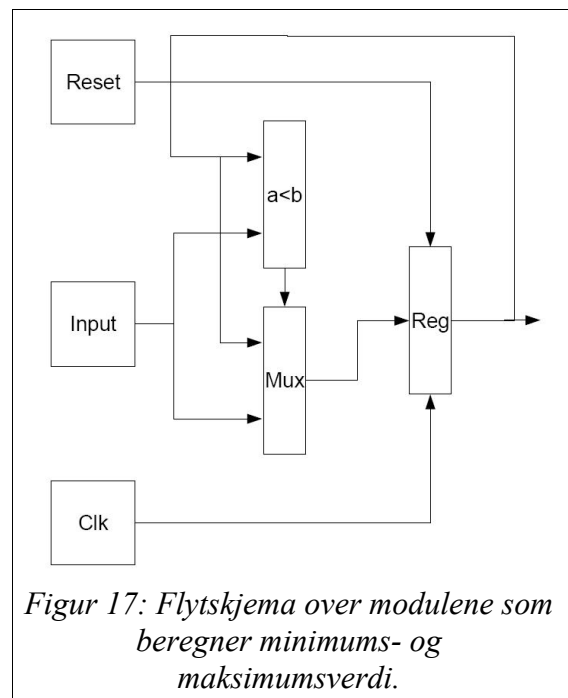 Reset
a<b
Input
Reg
Mux
Clk
Figur 17: Flytskjema over modulene som
beregner minimums- og
maksimumsverdi.